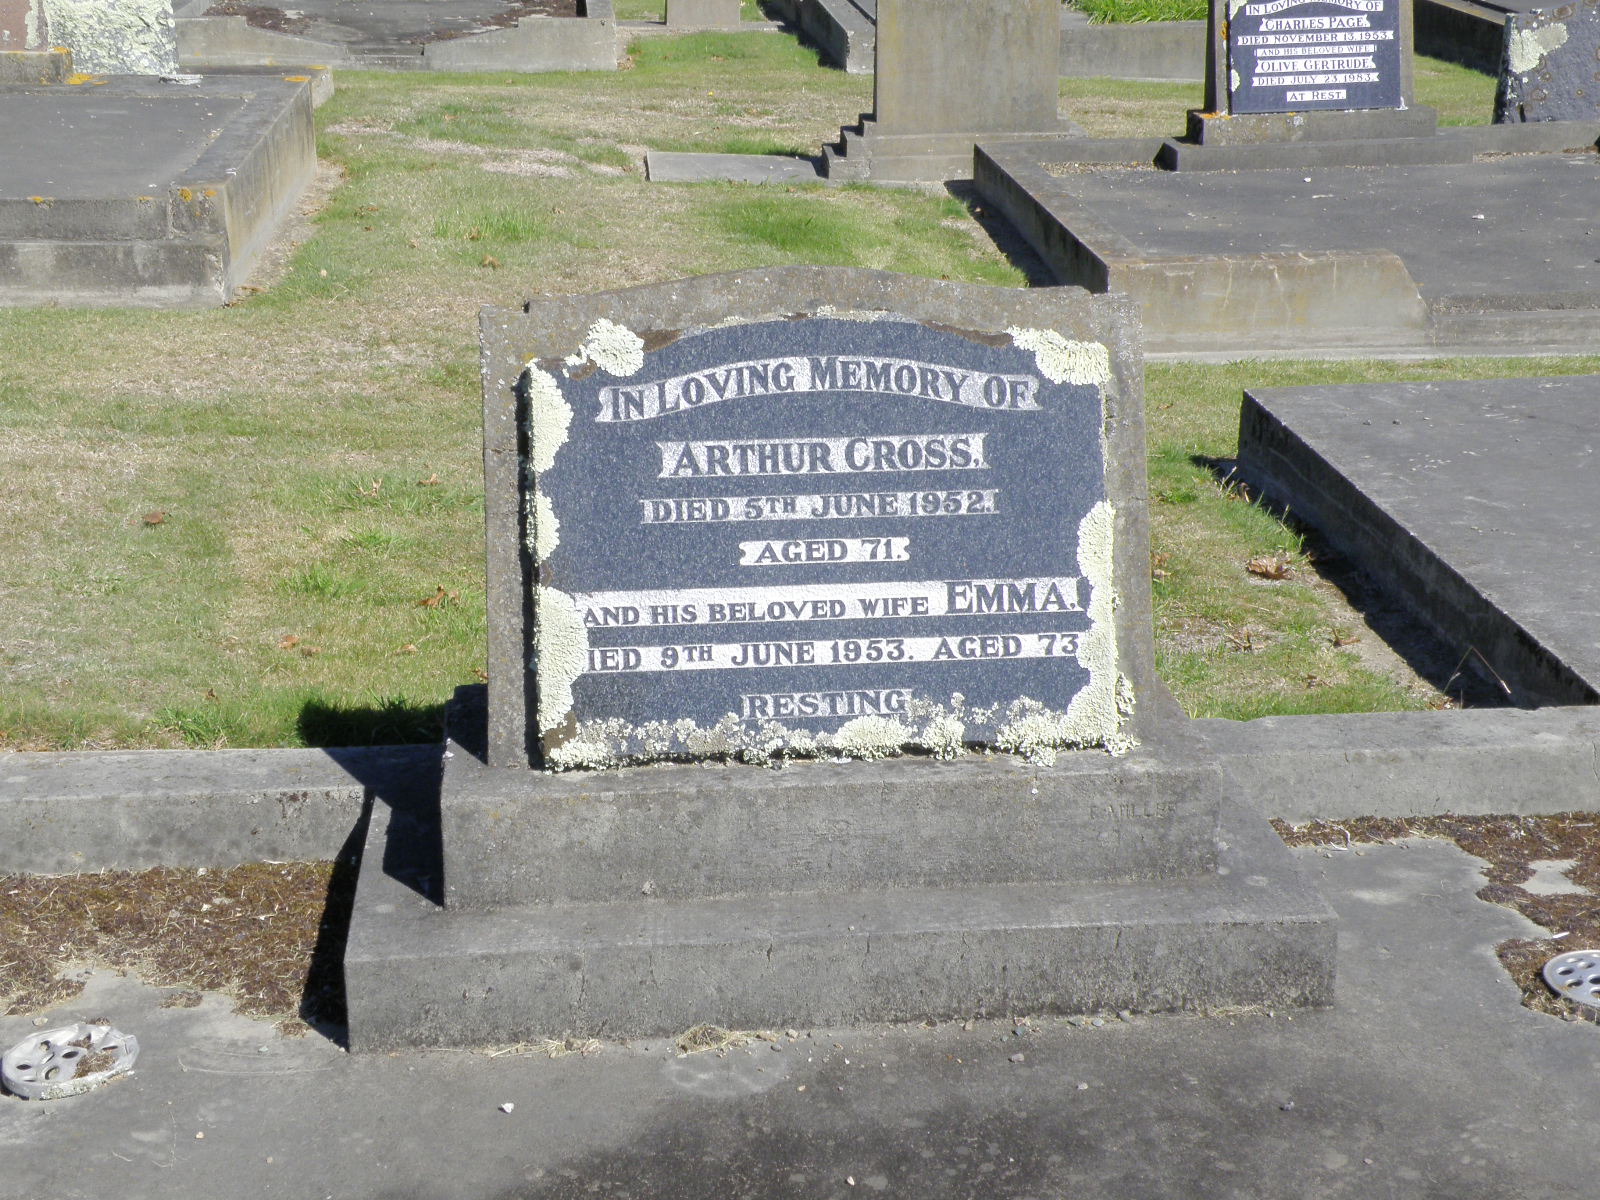 IN LOVING MEMORY OF
CHARLES PAGE.
DIED NOVEMBER 13, 1953.
AND HIS BELOVED WIFE
OLIVE GERTRUDE
DIED JULY 23, 1983.
AT REST.
IN LOVING MEMORY OF
ARTHUR CROSS,
DIED 5TH JUNE 1952.
AGED 71.
AND HIS BELOVED WIFE EMMA.
IED 9TH JUNE 1953. AGED 73
RESTING